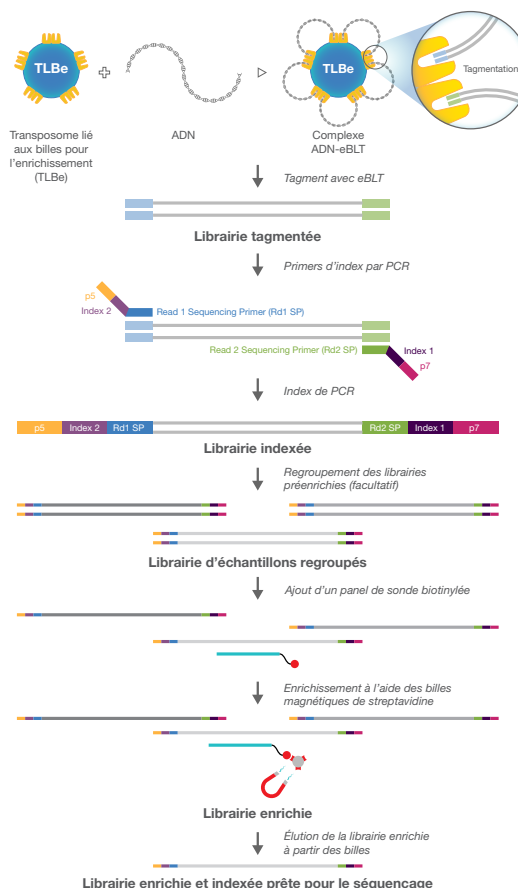 TLBe
TLBe
Tagmentation
Transposome lié
aux billes pour
l'enrichissement
(TLBe)
ADN
Complexe
ADN-eBLT
Tagment avec eBLT
Librairie tagmentée
Primers d'index par PCR
p5
Index 2
Read 1 Sequencing Primer (Rd1 SP)
Read 2 Sequencing Primer (Rd2 SP)
Index 1
p7
Index de PCR
p5 Index 2 Rd1 SP Rd2 SP Index 1 p7
Librairie indexée
Regroupement des librairies
préenrichies (facultatif)
Librairie d'échantillons regroupés
Ajout d'un panel de sonde biotinylée
Enrichissement à l'aide des billes
magnétiques de streptavidine
Librairie enrichie
Élution de la librairie enrichie
à partir des billes
Librairie enrichie et indexée prête pour le séquençage